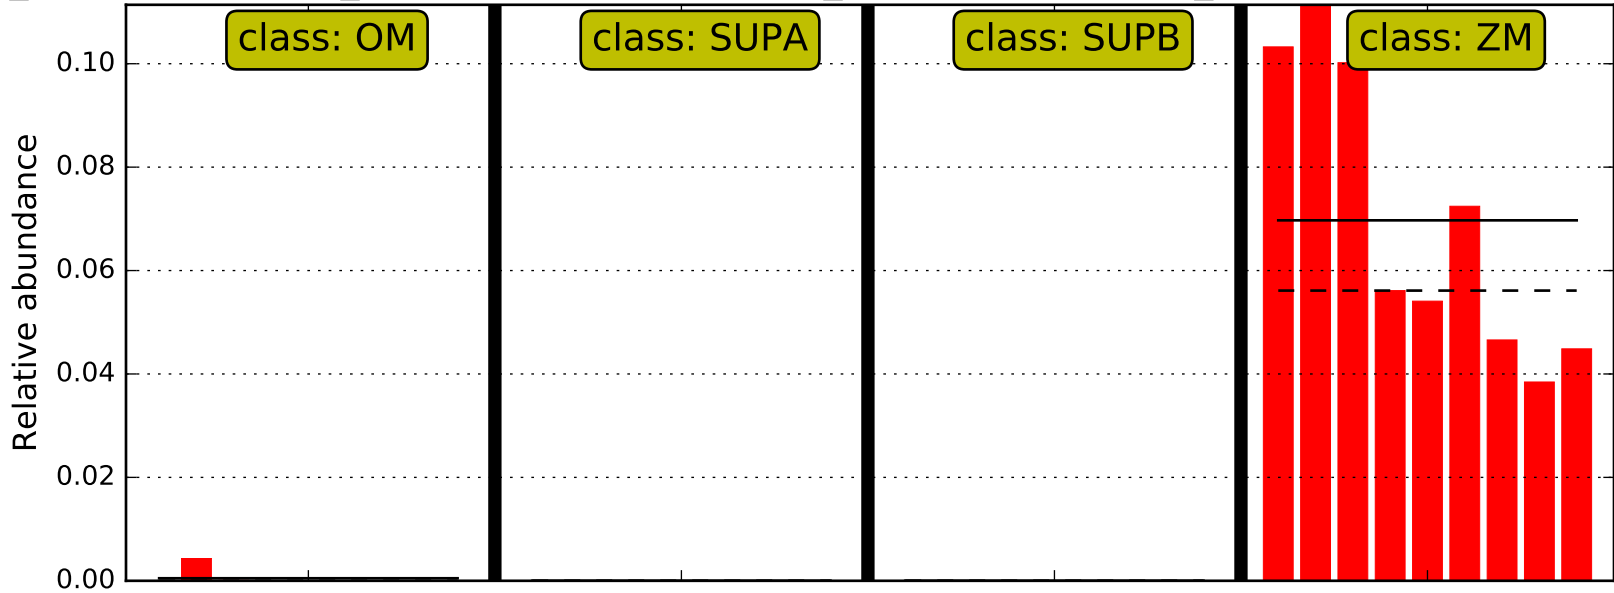 class: OM
class: SUPA
class: SUPB
class: ZM
Relative abundance
0.10
0.08
0.06
0.04
0.02
0.00